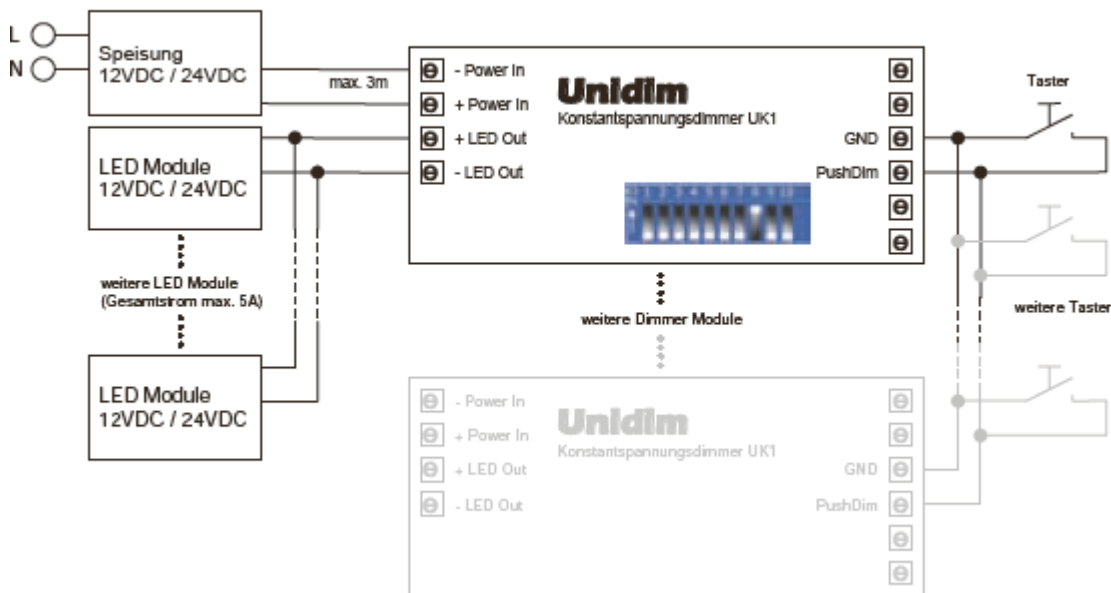 L
N
Speisung
12VDC / 24VDC
max. 3m
LED Module
12VDC / 24VDC
weitere LED Module
(Gesamtstrom max. 5A)
LED Module
12VDC / 24VDC
- Power In
+ Power In
+ LED Out
- LED Out
Unidim
Konstantspannungsdimmer UK1
GND
PushDim
Taster
weitere Taster
weitere Dimmer Module
- Power In
+ Power In
+ LED Out
- LED Out
Unidim
Konstantspannungsdimmer UK1
GND
PushDim